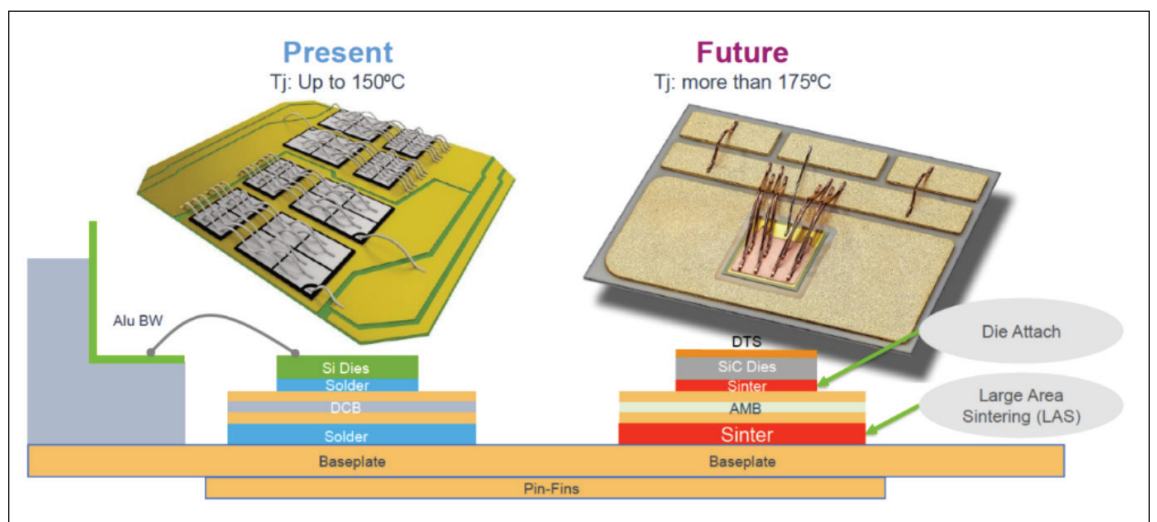 Present
Tj: Up to 150ºC
Future
Tj: more than 175ºC
Alu BW
Si Dies
Solder
DCB
Solder
Baseplate
DTS
SiC Dies
Sinter
AMB
Sinter
Baseplate
Die Attach
Large Area
Sintering (LAS)
Pin-Fins